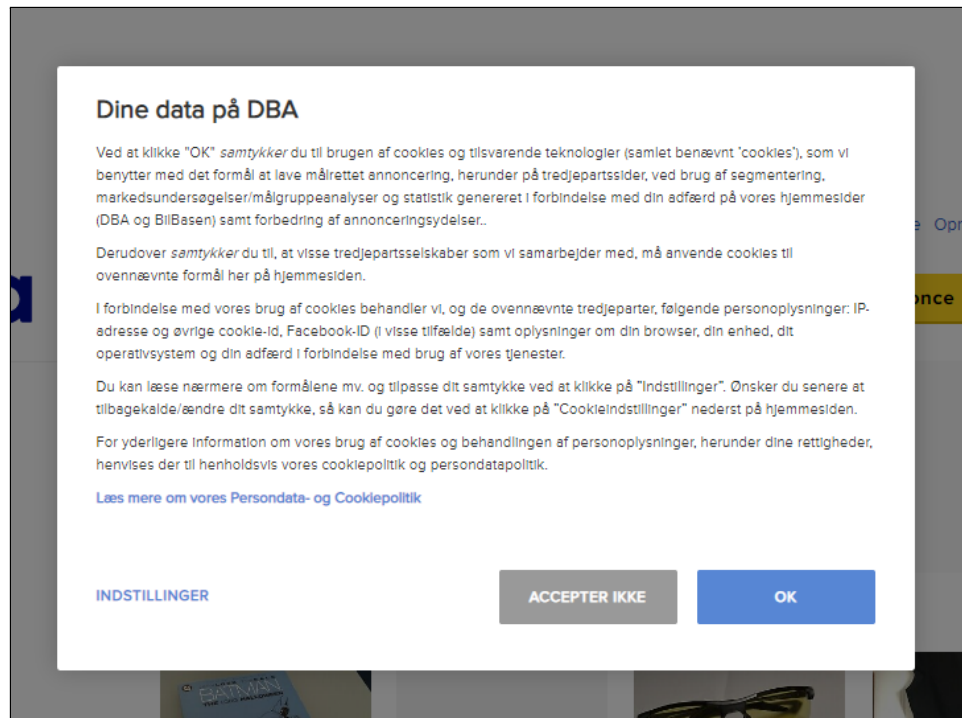 Dine data på DBA
Ved at klikke "OK" samtykker du til brugen af cookies og tilsvarende teknologier (samlet benævnt 'cookies'), som vi
benytter med det formål at lave målrettet annoncering, herunder på tredjepartssider, ved brug af segmentering,
markedsundersøgelser/målgruppeanalyser og statistik genereret i forbindelse med din adfærd på vores hjemmesider
(DBA og BilBasen) samt forbedring af annonceringsydelser..
Derudover samtykker du til, at visse tredjepartsselskaber som vi samarbejder med, må anvende cookies til
ovennævnte formål her på hjemmesiden.
I forbindelse med vores brug af cookies behandler vi, og de ovennævnte tredjeparter, følgende personoplysninger: IP-
adresse og øvrige cookie-id, Facebook-ID (i visse tilfælde) samt oplysninger om din browser, din enhed, dit
operativsystem og din adfærd i forbindelse med brug af vores tjenester.
Du kan læse nærmere om formålene mv. og tilpasse dit samtykke ved at klikke på "Indstillinger". Ønsker du senere at
tilbagekalde/ændre dit samtykke, så kan du gøre det ved at klikke på "Cookieindstillinger" nederst på hjemmesiden.
For yderligere information om vores brug af cookies og behandlingen af personoplysninger, herunder dine rettigheder,
henvises der til henholdsvis vores cookiepolitik og persondatapolitik.
Læs mere om vores Persondata- og Cookiepolitik
INDSTILLINGER
ACCEPTER IKKE
OK
e Opr
once
BATMAN